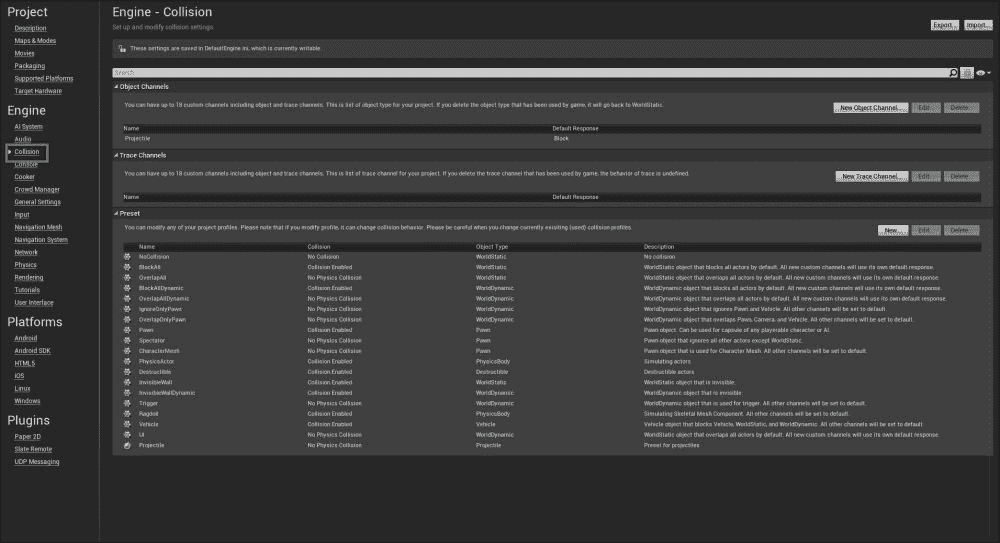 Project
Description
Maps & Modes
Movies
Packaging
Supported Platforms
Target Hardware
Engine
AI System
Audio
Collision
Console
Cooker
Crowd Manager
General Settings
Input
Navigation Mesh
Navigation System
Network
Physics
Rendering
Tutorials
User Interface
Platforms
Android
Android SDK
HTML5
iOS
Linux
Windows
Plugins
Paper 2D
Slate Remote
UDP Messaging
Engine - Collision
Set up and modify collision settings.
Export... Import...
These settings are saved in DefaultEngine.ini, which is currently writable.
Search
Object Channels
You can have up to 18 custom channels including object and trace channels. This is list of object type for your project. If you delete the object type that has been used by game, it will go back to WorldStatic.
New Object Channel... Edit... Delete...
Name Default Response
Projectile Block
Trace Channels
You can have up to 18 custom channels including object and trace channels. This is list of trace channel for your project. If you delete the trace channel that has been used by game, the behavior of trace is undefined.
New Trace Channel... Edit... Delete...
Name Default Response
Preset
You can modify any of your project profiles. Please note that if you modify profile, it can change collision behavior. Please be careful when you change currently exisiting (used) collision profiles.
New... Edit... Delete...
Name Collision Object Type Description
NoCollision No Collision WorldStatic No collision
BlockAll Collision Enabled WorldStatic WorldStatic object that blocks all actors by default. All new custom channels will use its own default response.
OverlapAll No Physics Collision WorldStatic WorldStatic object that overlaps all actors by default. All new custom channels will use its own default response.
BlockAllDynamic Collision Enabled WorldDynamic WorldDynamic object that blocks all actors by default. All new custom channels will use its own default response.
OverlapAllDynamic No Physics Collision WorldDynamic WorldDynamic object that overlaps all actors by default. All new custom channels will use its own default response.
IgnoreOnlyPawn No Physics Collision WorldDynamic WorldDynamic object that ignores Pawn and Vehicle. All other channels will be set to default.
OverlapOnlyPawn No Physics Collision WorldDynamic WorldDynamic object that overlaps Pawn, Camera, and Vehicle. All other channels will be set to default.
Pawn Collision Enabled Pawn Pawn object. Can be used for capsule of any playerable character or AI.
Spectator No Physics Collision Pawn Pawn object that ignores all other actors except WorldStatic.
CharacterMesh No Physics Collision Pawn Pawn object that is used for Character Mesh. All other channels will be set to default.
PhysicsActor Collision Enabled PhysicsBody Simulating actors
Destructible Collision Enabled Destructible Destructible actors
InvisibleWall Collision Enabled WorldStatic WorldStatic object that is invisible.
InvisibleWallDynamic Collision Enabled WorldDynamic WorldDynamic object that is invisible.
Trigger No Physics Collision WorldDynamic WorldDynamic object that is used for trigger. All other channels will be set to default.
Ragdoll Collision Enabled PhysicsBody Simulating Skeletal Mesh Component. All other channels will be set to default.
Vehicle Collision Enabled Vehicle Vehicle object that blocks Vehicle, WorldStatic, and WorldDynamic. All other channels will be set to default.
UI No Physics Collision WorldDynamic WorldStatic object that overlaps all actors by default. All new custom channels will use its own default response.
Projectile No Physics Collision Projectile Preset for projectiles